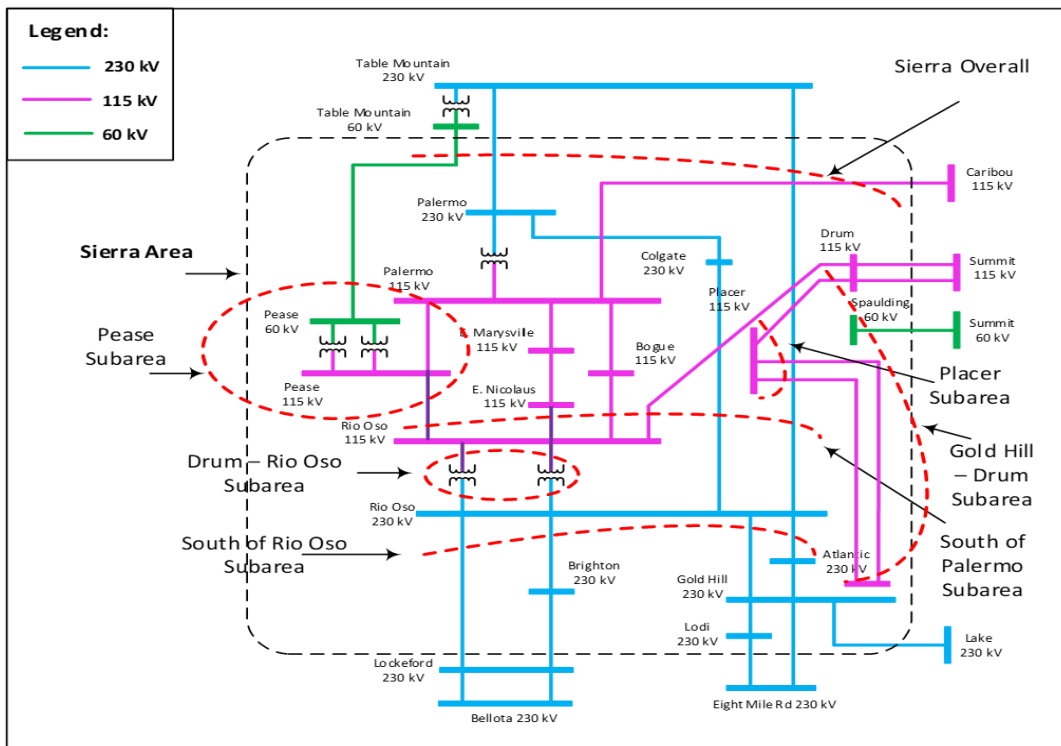 Legend:
230 kV
115 kV
60 kV
Table Mountain
230 kV
Table Mountain
60 kV
Sierra Overall
Caribou
115 kV
Palermo
230 kV
Sierra Area
Colgate
230 kV
Drum
115 kV
Summit
115 kV
Palermo
115 kV
Placer
115 kV
Spaulding
60 kV
Summit
60 kV
Pease
Subarea
Pease
60 kV
E. Marysville
115 kV
Bogue
115 kV
Placer
Subarea
Pease
115 kV
E. Nicolaus
115 kV
Rio Oso
115 kV
Gold Hill
– Drum
Subarea
Drum – Rio Oso
Subarea
Rio Oso
230 kV
South of Rio Oso
Subarea
South of
Palermo
Subarea
Atlantic
230 kV
Brighton
230 kV
Gold Hill
230 kV
Lodi
230 kV
Lake
230 kV
Lockeford
230 kV
Bellota 230 kV
Eight Mile Rd 230 kV